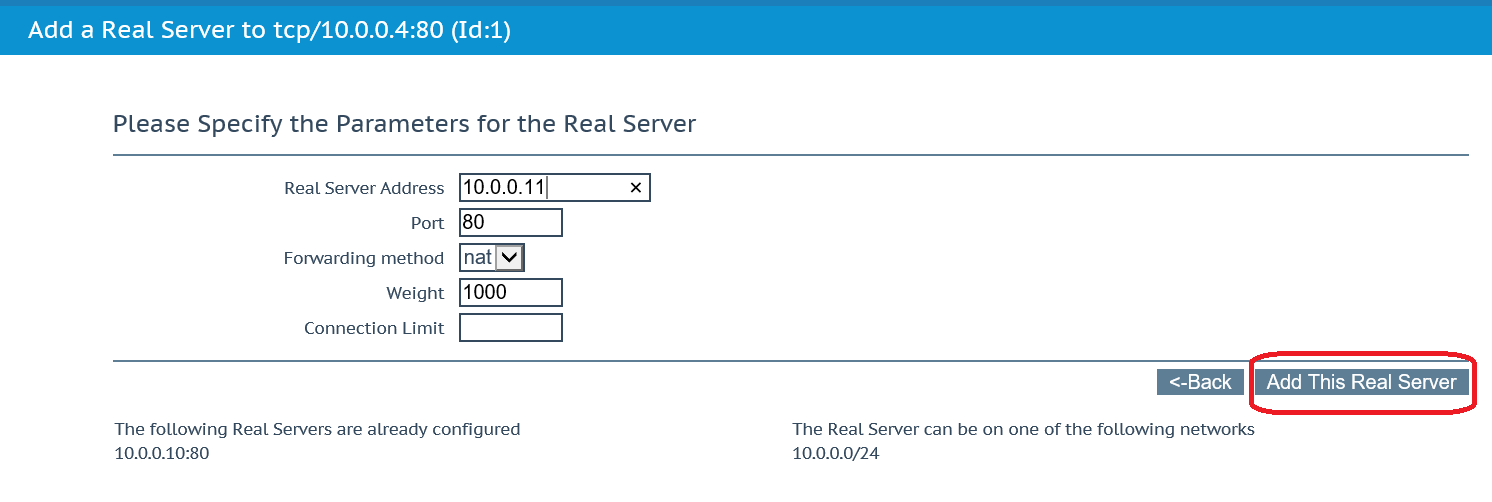 Add a Real Server to tcp/10.0.0.4:80 (Id:1)
Please Specify the Parameters for the Real Server
Real Server Address 10.0.0.11 ×
Port 80
Forwarding method nat
Weight 1000
Connection Limit
<-Back Add This Real Server
The following Real Servers are already configured The Real Server can be on one of the following networks
10.0.0.10:80 10.0.0.0/24